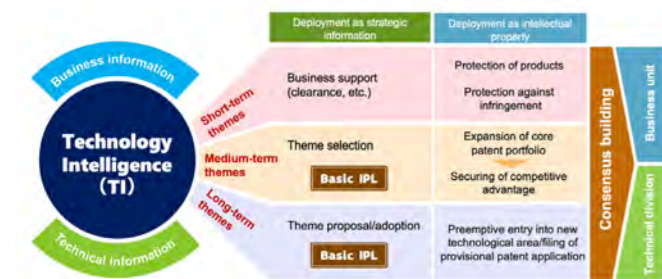 Deployment as strategic
information
Deployment as intellectual
property
Business information
Technology
Intelligence
(TI)
Technical information
Short-term
themes
Business support
(clearance, etc.)
Protection of products
Protection against
infringement
Medium-term
themes
Theme selection
Basic IPL
Expansion of core
patent portfolio
Securing of competitive
advantage
Long-term
themes
Theme proposal/adoption
Basic IPL
Preemptive entry into new
technological area/filing of
provisional patent application
Consensus building
Business unit
Technical division